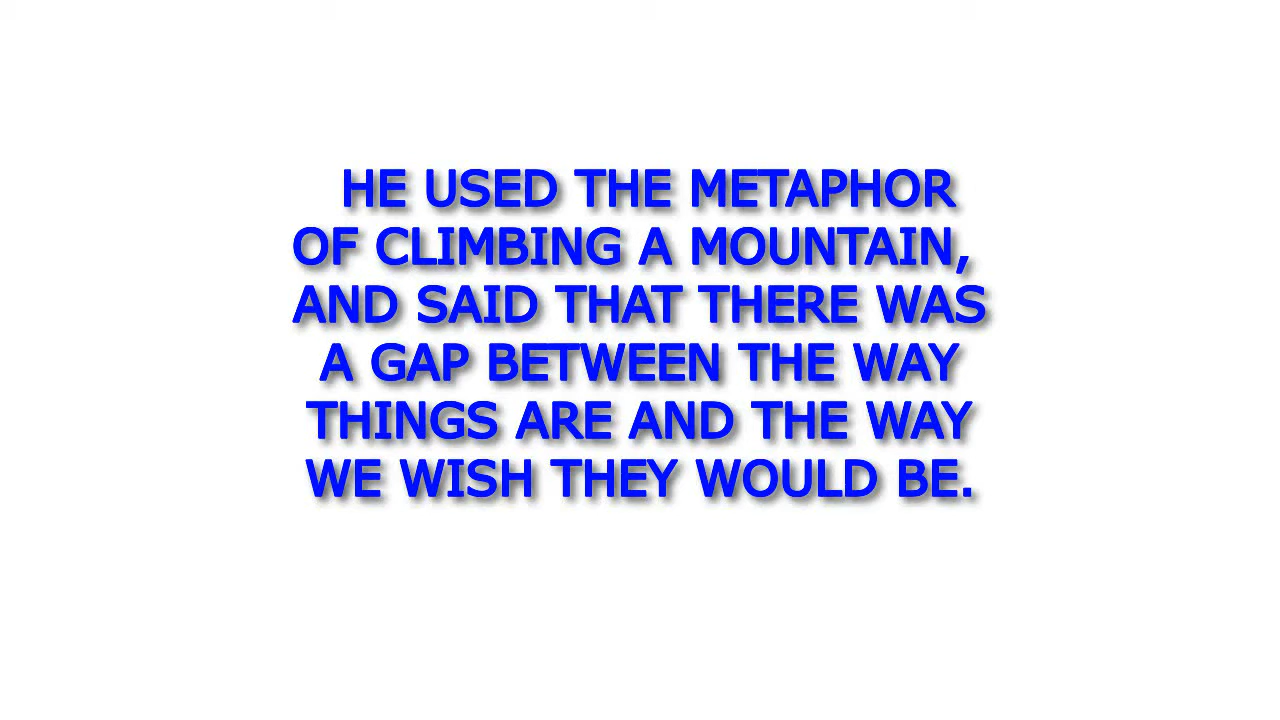 HE USED THE METAPHOR
OF CLIMBING A MOUNTAIN,
AND SAID THAT THERE WAS
A GAP BETWEEN THE WAY
THINGS ARE AND THE WAY
WE WISH THEY WOULD BE.